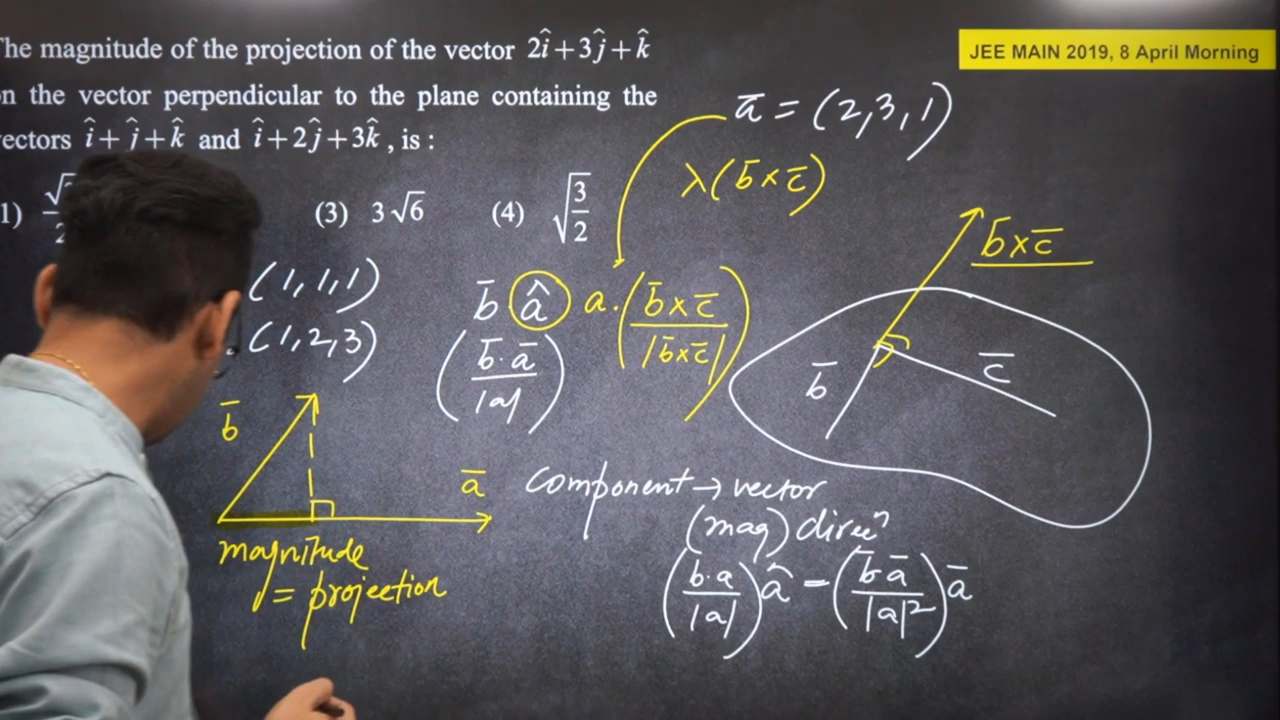 he magnitude of the projection of the vector 2î+3ĵ+k̂
n the vector perpendicular to the plane containing the
ectors î+ĵ+k̂ and î+2ĵ+3k̂, is :
1) √ 2 (3) 3√6 (4) √(3/2)
JEE MAIN 2019, 8 April Morning
a̅ = (2,3,1)
λ(b̅×c̅)
b̅×c̅
(1,1,1)
(1,2,3)
b̅ â a.(b̅×c̅/|b̅×c̅|)
(b̅·a̅/|a|)
b̅ c̅
b̅
a̅
magnitude
= projection
component → vector
(mag) direcⁿ
(b·a/|a|)â - (b̅ a̅/|a|²)a̅